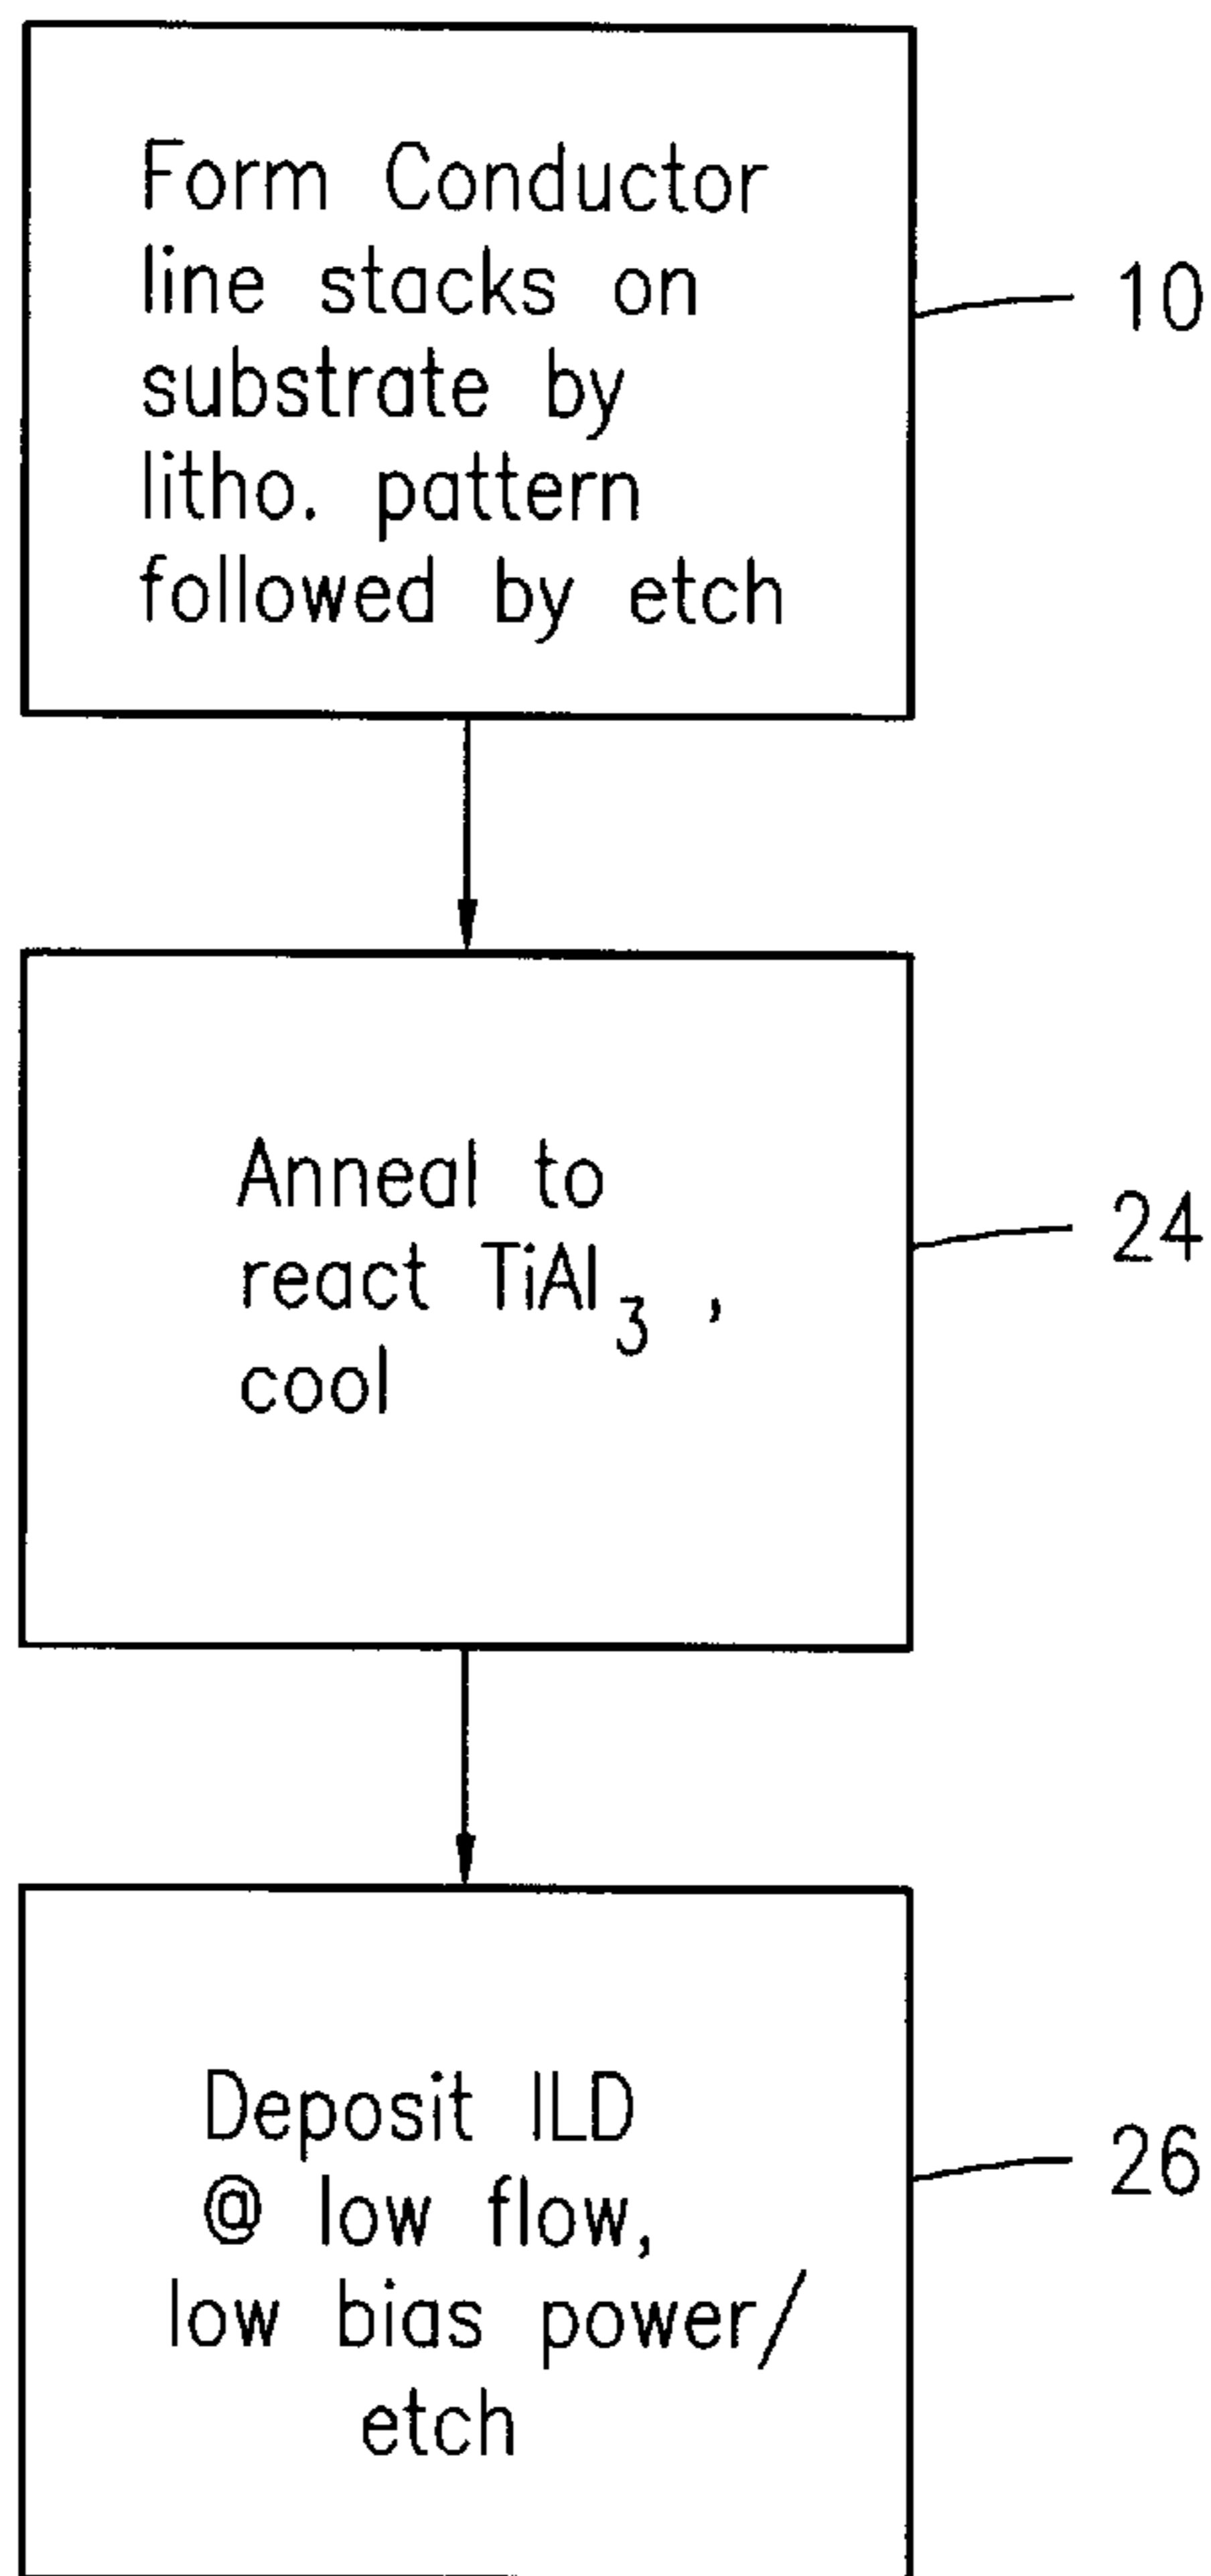 Form Conductor
line stacks on
substrate by
litho. pattern
followed by etch
10
Anneal to
react TiAl₃ ,
cool
24
Deposit ILD
@ low flow,
low bias power/
etch
26